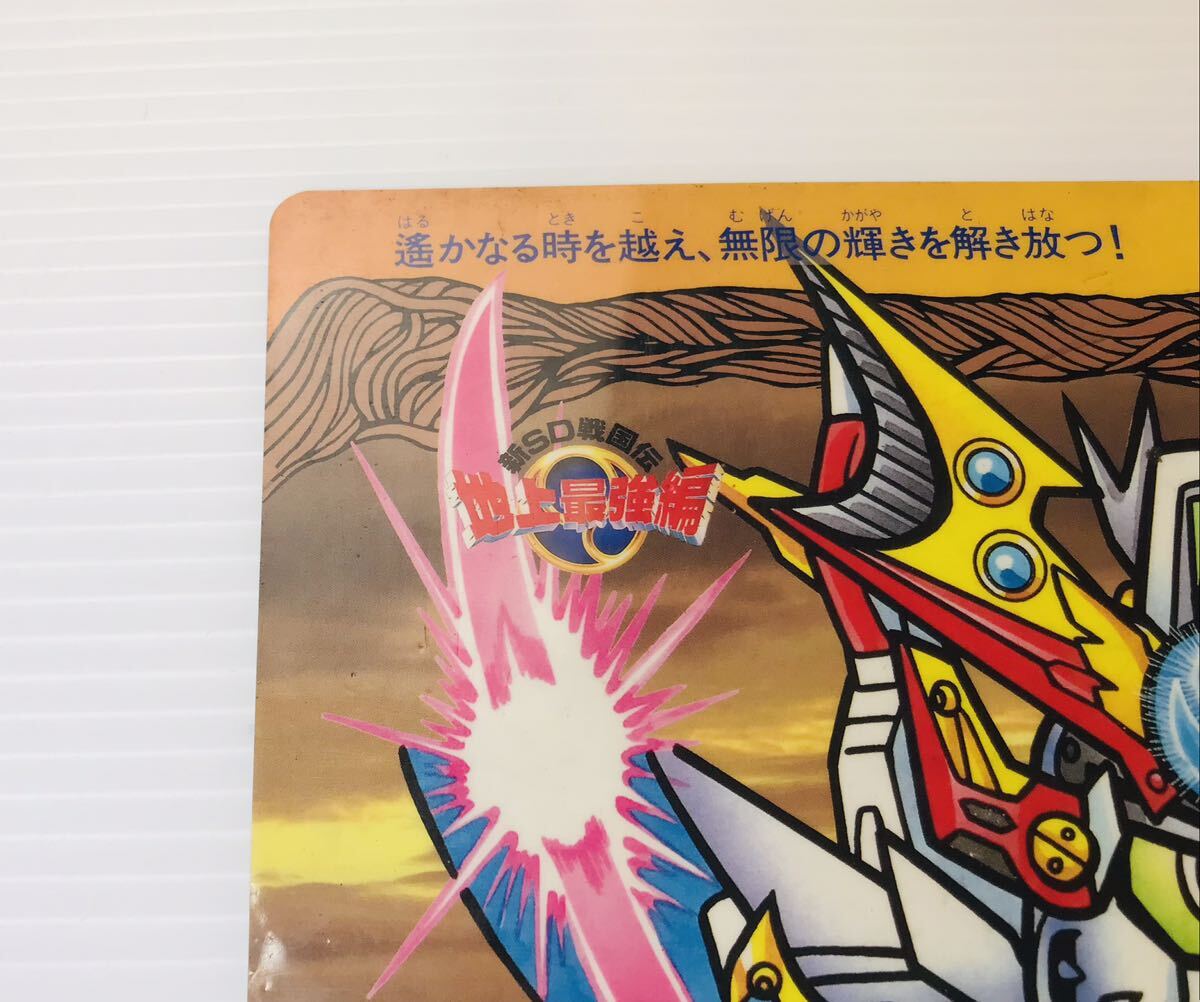 はる とき こ む げん かがや と はな
遙かなる時を越え、無限の輝きを解き放つ！
新SD戦国伝
地上最強編